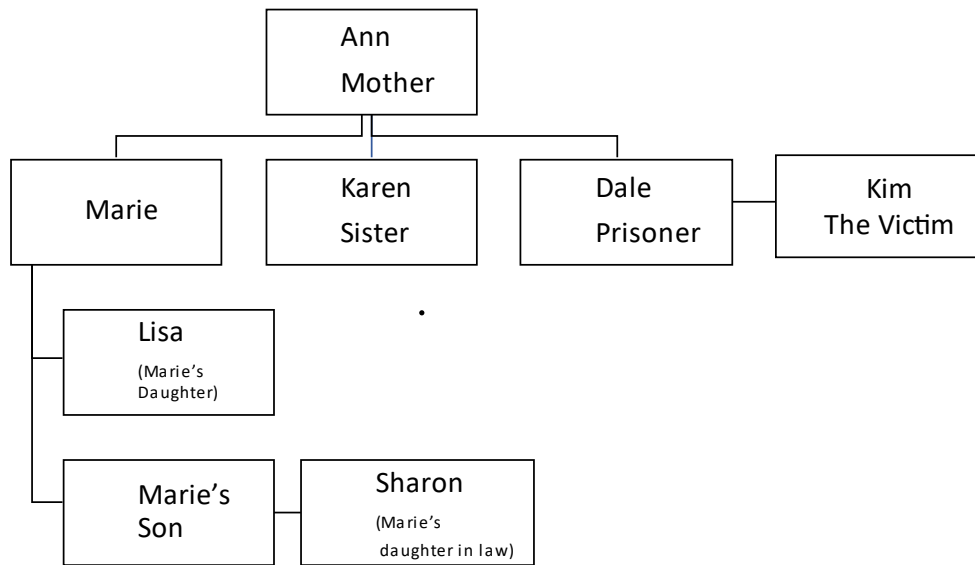 Ann
Mother
Marie
Karen
Sister
Dale
Prisoner
Kim
The Victim
Lisa
(Marie’s
Daughter)
Marie’s
Son
Sharon
(Marie’s
daughter in law)